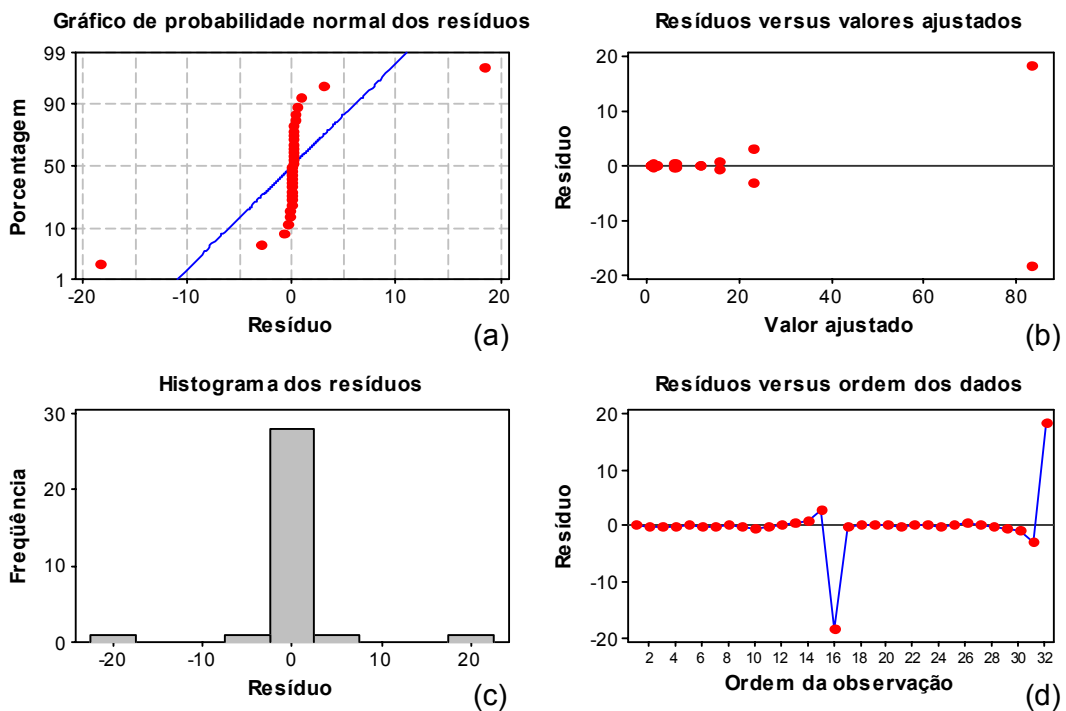 Gráfico de probabilidade normal dos resíduos
Porcentagem
99
90
50
10
1
-20 -10 0 10 20
Resíduo
(a)
Resíduos versus valores ajustados
Resíduo
20
10
0
-10
-20
0 20 40 60 80
Valor ajustado
(b)
Histograma dos resíduos
Freqüência
30
20
10
0
-20 -10 0 10 20
Resíduo
(c)
Resíduos versus ordem dos dados
Resíduo
20
10
0
-10
-20
2 4 6 8 10 12 14 16 18 20 22 24 26 28 30 32
Ordem da observação
(d)